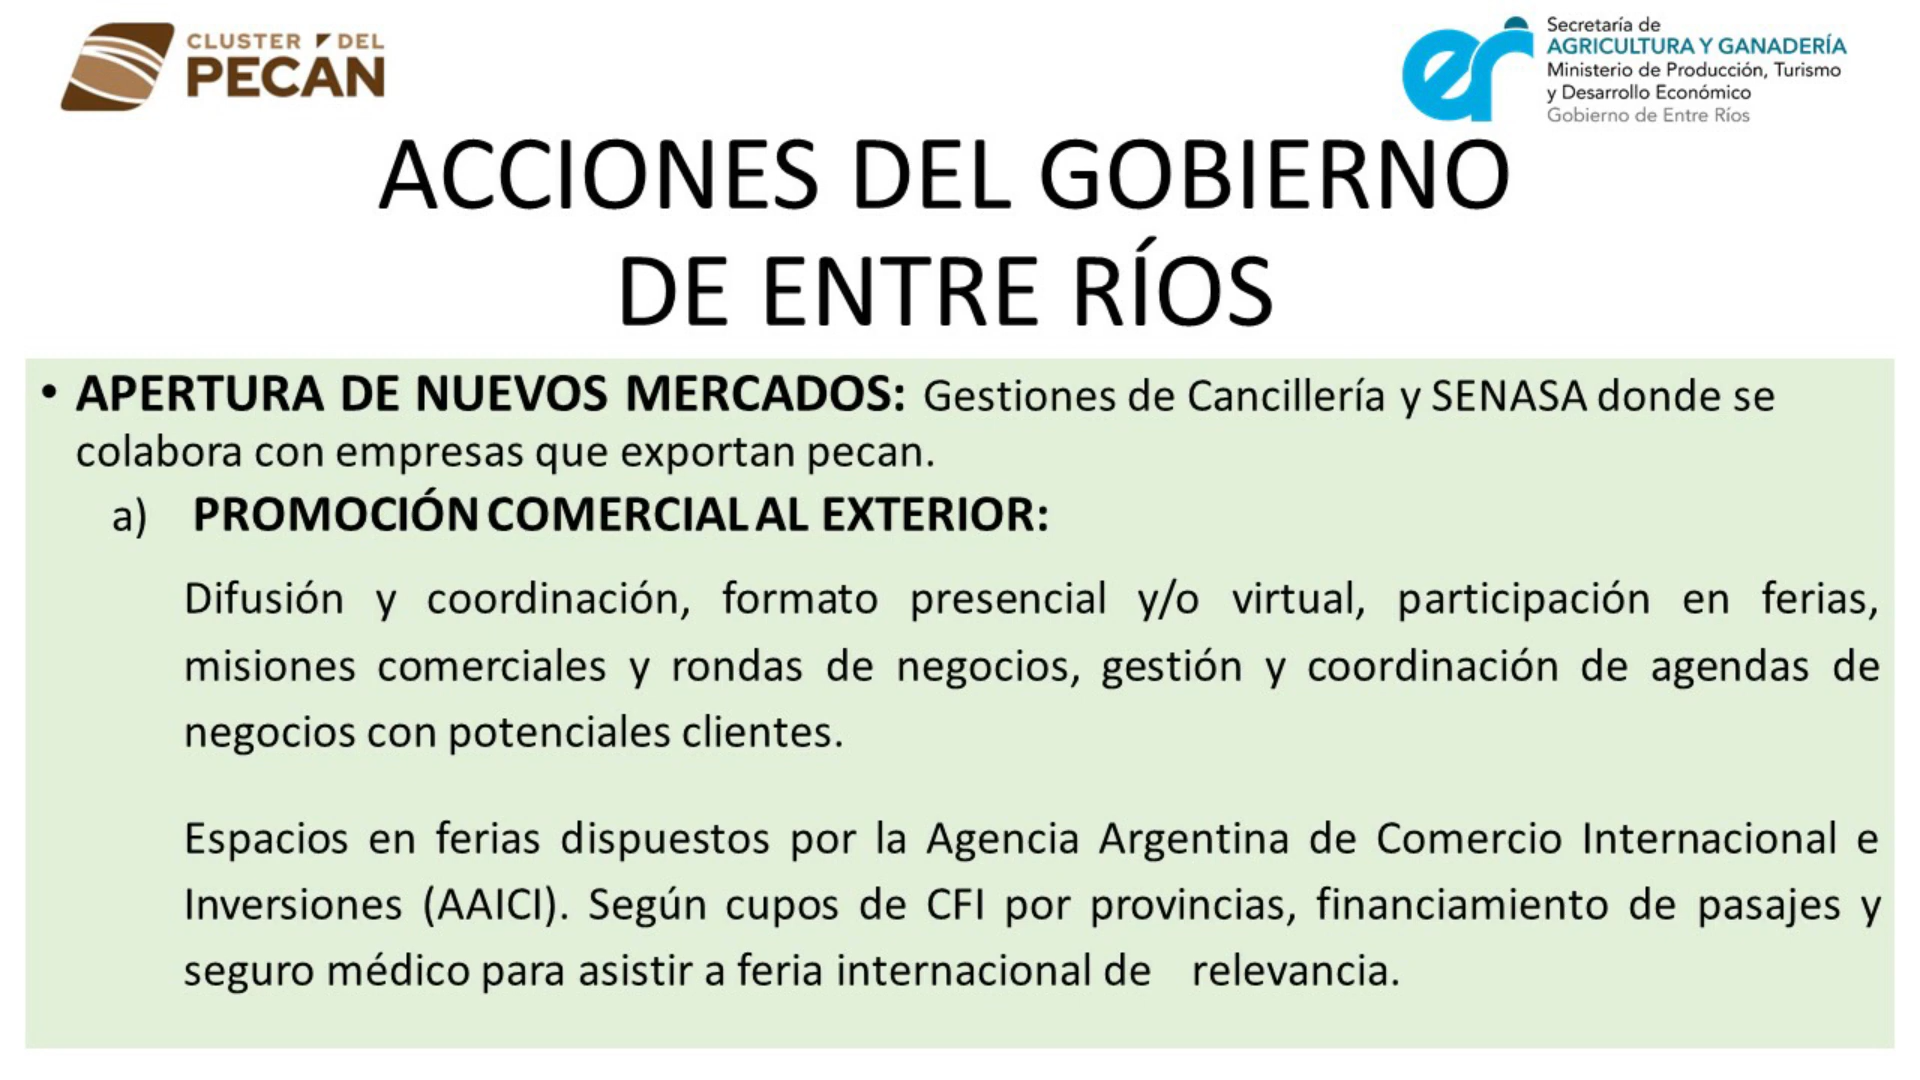 CLUSTER DEL
PECAN
Secretaría de
AGRICULTURA Y GANADERÍA
Ministerio de Producción, Turismo
y Desarrollo Económico
Gobierno de Entre Ríos
ACCIONES DEL GOBIERNO
DE ENTRE RÍOS
• APERTURA DE NUEVOS MERCADOS: Gestiones de Cancillería y SENASA donde se
colabora con empresas que exportan pecan.
a) PROMOCIÓN COMERCIAL AL EXTERIOR:
Difusión y coordinación, formato presencial y/o virtual, participación en ferias,
misiones comerciales y rondas de negocios, gestión y coordinación de agendas de
negocios con potenciales clientes.
Espacios en ferias dispuestos por la Agencia Argentina de Comercio Internacional e
Inversiones (AAICI). Según cupos de CFI por provincias, financiamiento de pasajes y
seguro médico para asistir a feria internacional de relevancia.